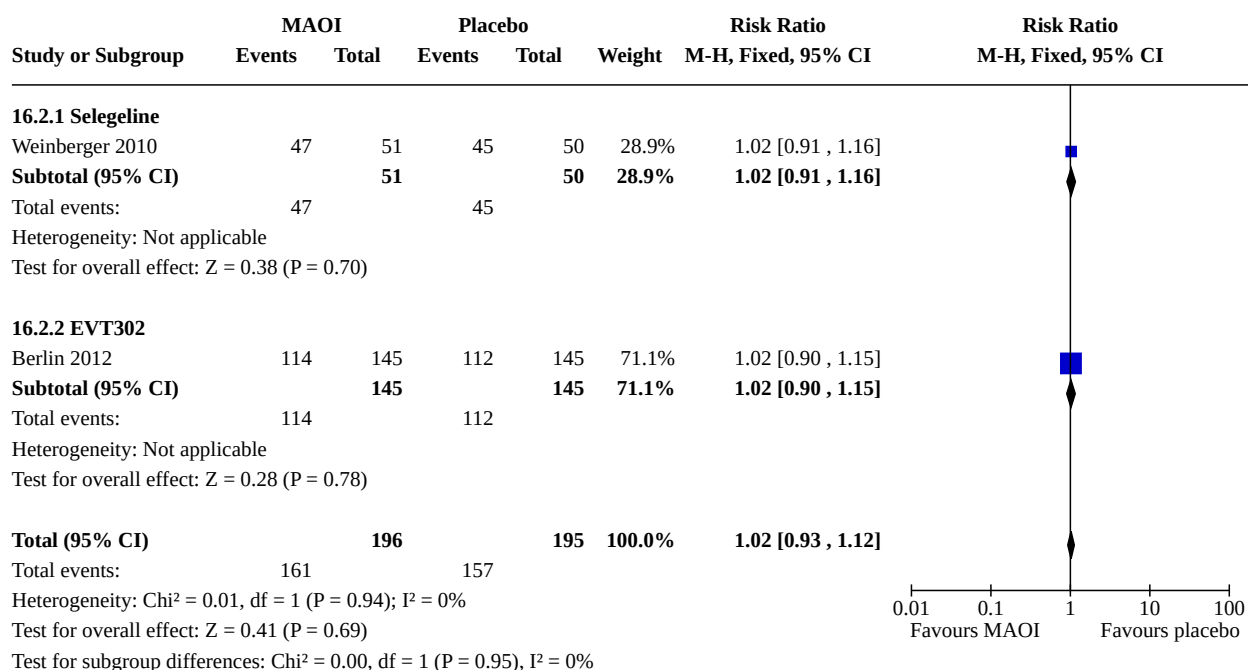 MAOI Placebo Risk Ratio Risk Ratio
Study or Subgroup Events Total Events Total Weight M-H, Fixed, 95% CI M-H, Fixed, 95% CI
16.2.1 Selegeline
Weinberger 2010 47 51 45 50 28.9% 1.02 [0.91 , 1.16]
Subtotal (95% CI) 51 50 28.9% 1.02 [0.91 , 1.16]
Total events: 47 45
Heterogeneity: Not applicable
Test for overall effect: Z = 0.38 (P = 0.70)
16.2.2 EVT302
Berlin 2012 114 145 112 145 71.1% 1.02 [0.90 , 1.15]
Subtotal (95% CI) 145 145 71.1% 1.02 [0.90 , 1.15]
Total events: 114 112
Heterogeneity: Not applicable
Test for overall effect: Z = 0.28 (P = 0.78)
Total (95% CI) 196 195 100.0% 1.02 [0.93 , 1.12]
Total events: 161 157
Heterogeneity: Chi² = 0.01, df = 1 (P = 0.94); I² = 0%
0.01 0.1 1 10 100
Test for overall effect: Z = 0.41 (P = 0.69)
Favours MAOI Favours placebo
Test for subgroup differences: Chi² = 0.00, df = 1 (P = 0.95), I² = 0%